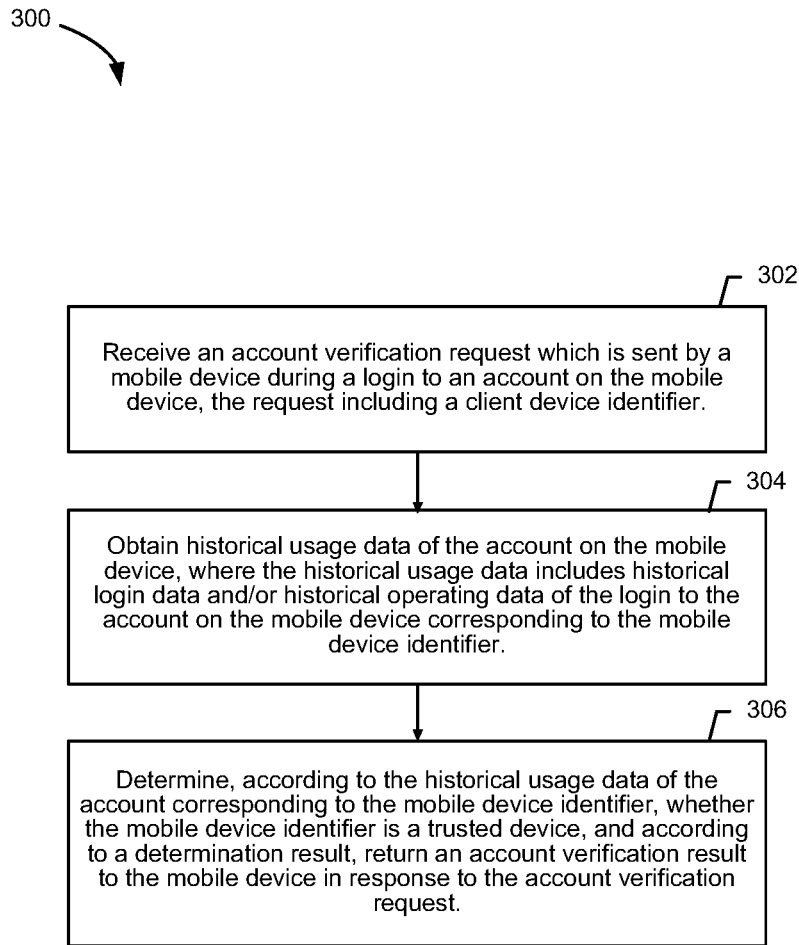 300
302
Receive an account verification request which is sent by a
mobile device during a login to an account on the mobile
device, the request including a client device identifier.
304
Obtain historical usage data of the account on the mobile
device, where the historical usage data includes historical
login data and/or historical operating data of the login to the
account on the mobile device corresponding to the mobile
device identifier.
306
Determine, according to the historical usage data of the
account corresponding to the mobile device identifier, whether
the mobile device identifier is a trusted device, and according
to a determination result, return an account verification result
to the mobile device in response to the account verification
request.